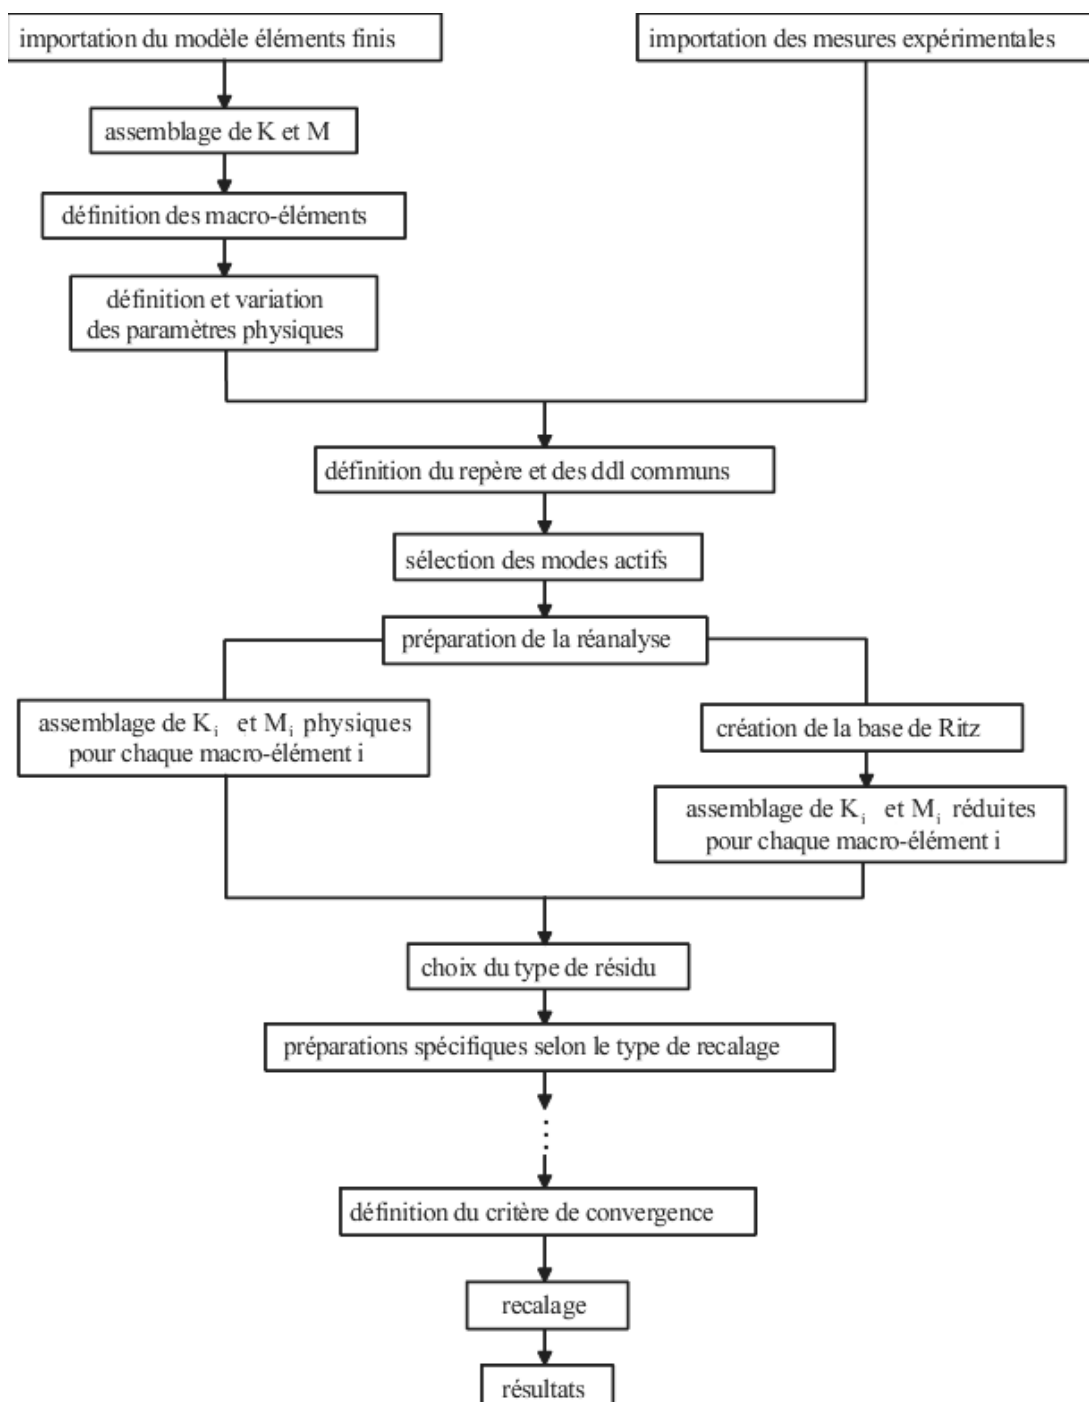 importation du modèle éléments finis
importation des mesures expérimentales
assemblage de K et M
définition des macro-éléments
définition et variation
des paramètres physiques
définition du repère et des ddl communs
sélection des modes actifs
préparation de la réanalyse
assemblage de K i et M i physiques
pour chaque macro-élément i
création de la base de Ritz
assemblage de K i et M i réduites
pour chaque macro-élément i
choix du type de résidu
préparations spécifiques selon le type de recalage
définition du critère de convergence
recalage
résultats